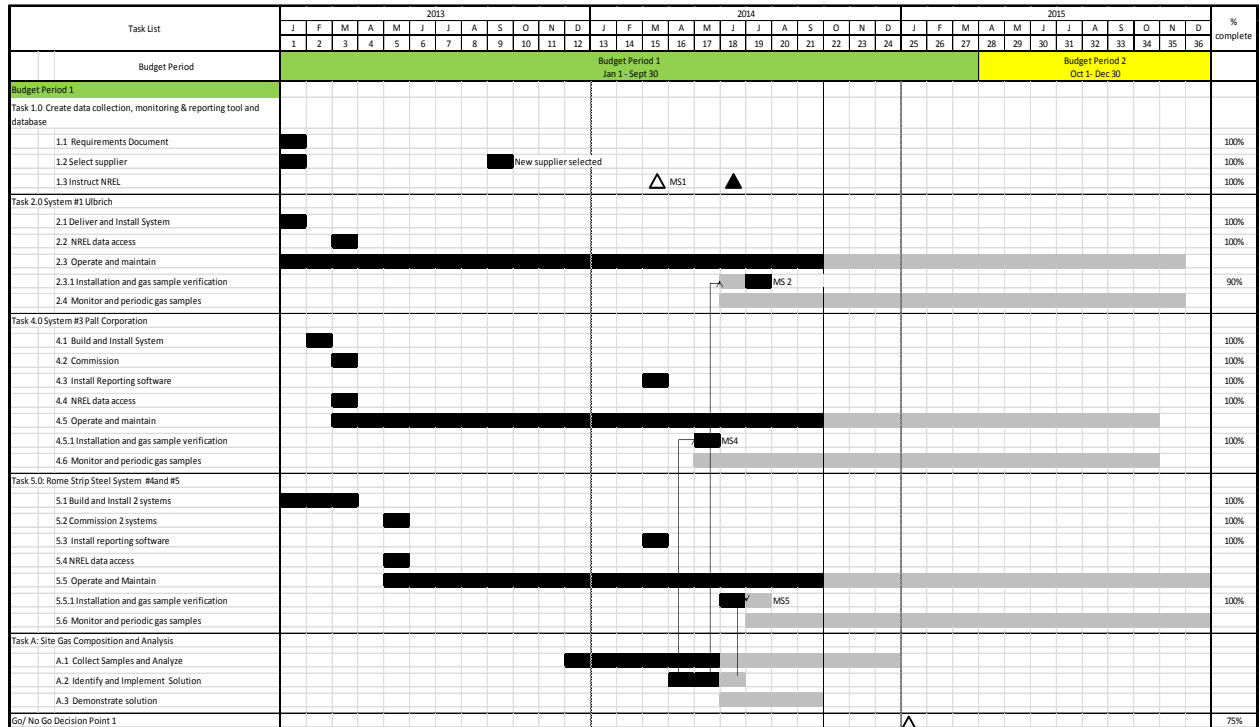 Task List
2013
2014
2015
%
complete
J F M A M J J A S O N D J F M A M J J A S O N D J F M A M J J A S O N D
1 2 3 4 5 6 7 8 9 10 11 12 13 14 15 16 17 18 19 20 21 22 23 24 25 26 27 28 29 30 31 32 33 34 35 36
Budget Period
Budget Period 1
Jan 1 - Sept 30
Budget Period 2
Oct 1- Dec 30
Budget Period 1
Task 1.0 Create data collection, monitoring & reporting tool and
database
1.1 Requirements Document 100%
1.2 Select supplier New supplier selected 100%
1.3 Instruct NREL MS1 100%
Task 2.0 System #1 Ulbrich
2.1 Deliver and Install System 100%
2.2 NREL data access 100%
2.3 Operate and maintain
2.3.1 Installation and gas sample verification MS 2 90%
2.4 Monitor and periodic gas samples
Task 4.0 System #3 Pall Corporation
4.1 Build and Install System 100%
4.2 Commission 100%
4.3 Install Reporting software 100%
4.4 NREL data access 100%
4.5 Operate and maintain
4.5.1 Installation and gas sample verification MS4 100%
4.6 Monitor and periodic gas samples
Task 5.0: Rome Strip Steel System #4and #5
5.1 Build and Install 2 systems 100%
5.2 Commission 2 systems 100%
5.3 Install reporting software 100%
5.4 NREL data access
5.5 Operate and Maintain
5.5.1 Installation and gas sample verification MS5 100%
5.6 Monitor and periodic gas samples
Task A: Site Gas Composition and Analysis
A.1 Collect Samples and Analyze
A.2 Identify and Implement Solution
A.3 Demonstrate solution
Go/ No Go Decision Point 1 75%